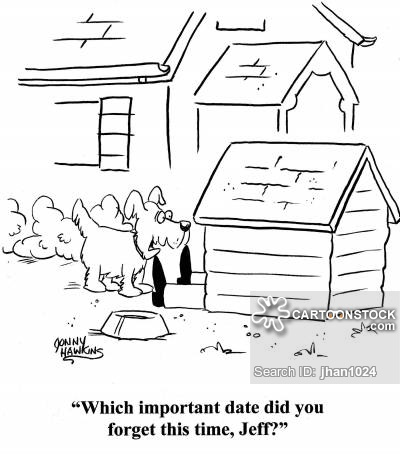 CARTOONSTOCK
.com
Search ID: jhan1024
JONNY
HAWKINS
“Which important date did you
forget this time, Jeff?”